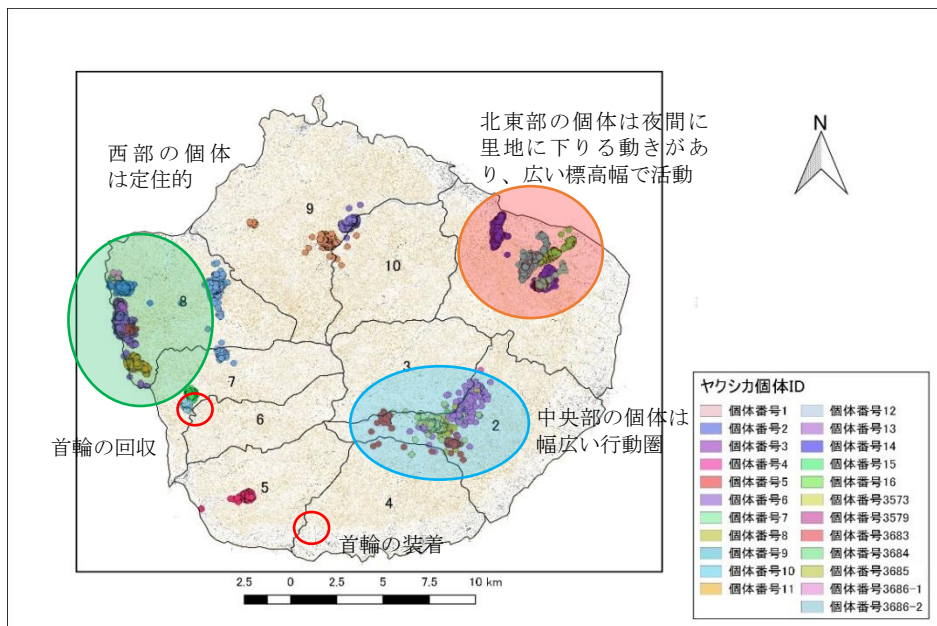 北東部の個体は夜間に
里地に下りる動きがあ
り、広い標高幅で活動
N
西部の個体
は定住的
9
10
8
3
7
2
中央部の個体は
幅広い行動圏
6
首輪の回収
5
4
首輪の装着
2.5 0 2.5 5 7.5 10 km
ヤクシカ個体ID
個体番号1
個体番号2
個体番号3
個体番号4
個体番号5
個体番号6
個体番号7
個体番号8
個体番号9
個体番号10
個体番号11
個体番号12
個体番号13
個体番号14
個体番号15
個体番号16
個体番号3573
個体番号3579
個体番号3683
個体番号3684
個体番号3685
個体番号3686-1
個体番号3686-2